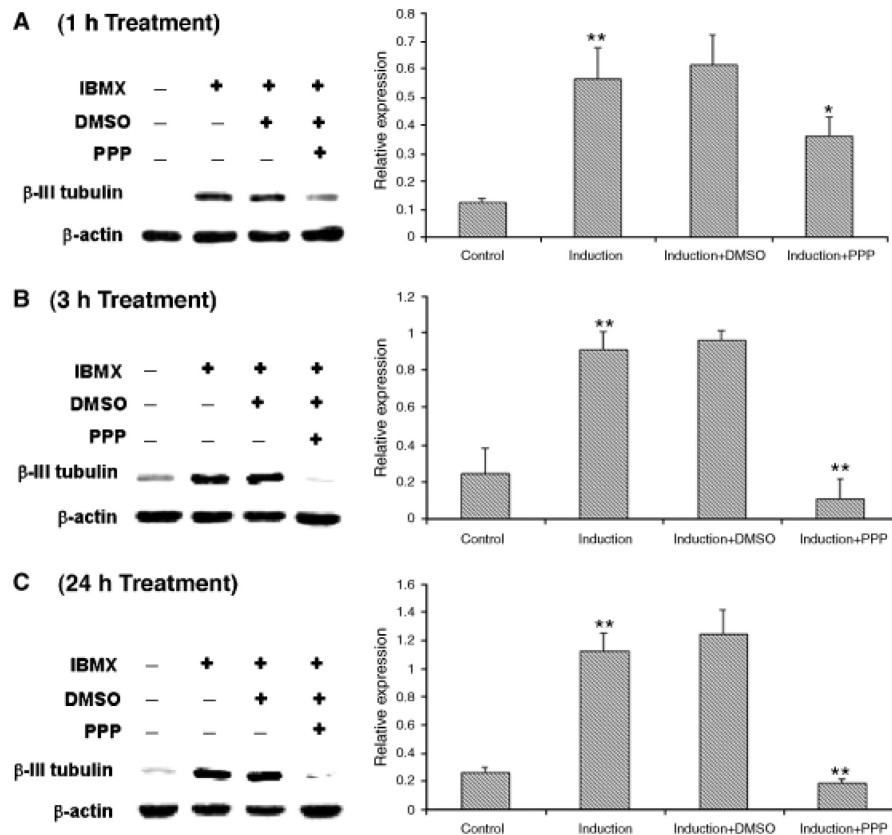 A (1 h Treatment)
IBMX – + + +
DMSO – – + +
PPP – – – +
β-III tubulin
β-actin
Relative expression
0.8
0.7
0.6
0.5
0.4
0.3
0.2
0.1
0
**
*
Control Induction Induction+DMSO Induction+PPP
B (3 h Treatment)
IBMX – + + +
DMSO – – + +
PPP – – – +
β-III tubulin
β-actin
Relative expression
1.2
1
0.8
0.6
0.4
0.2
0
**
**
Control Induction Induction+DMSO Induction+PPP
C (24 h Treatment)
IBMX – + + +
DMSO – – + +
PPP – – – +
β-III tubulin
β-actin
Relative expression
1.6
1.4
1.2
1.0
0.8
0.6
0.4
0.2
0
**
**
Control Induction Induction+DMSO Induction+PPP